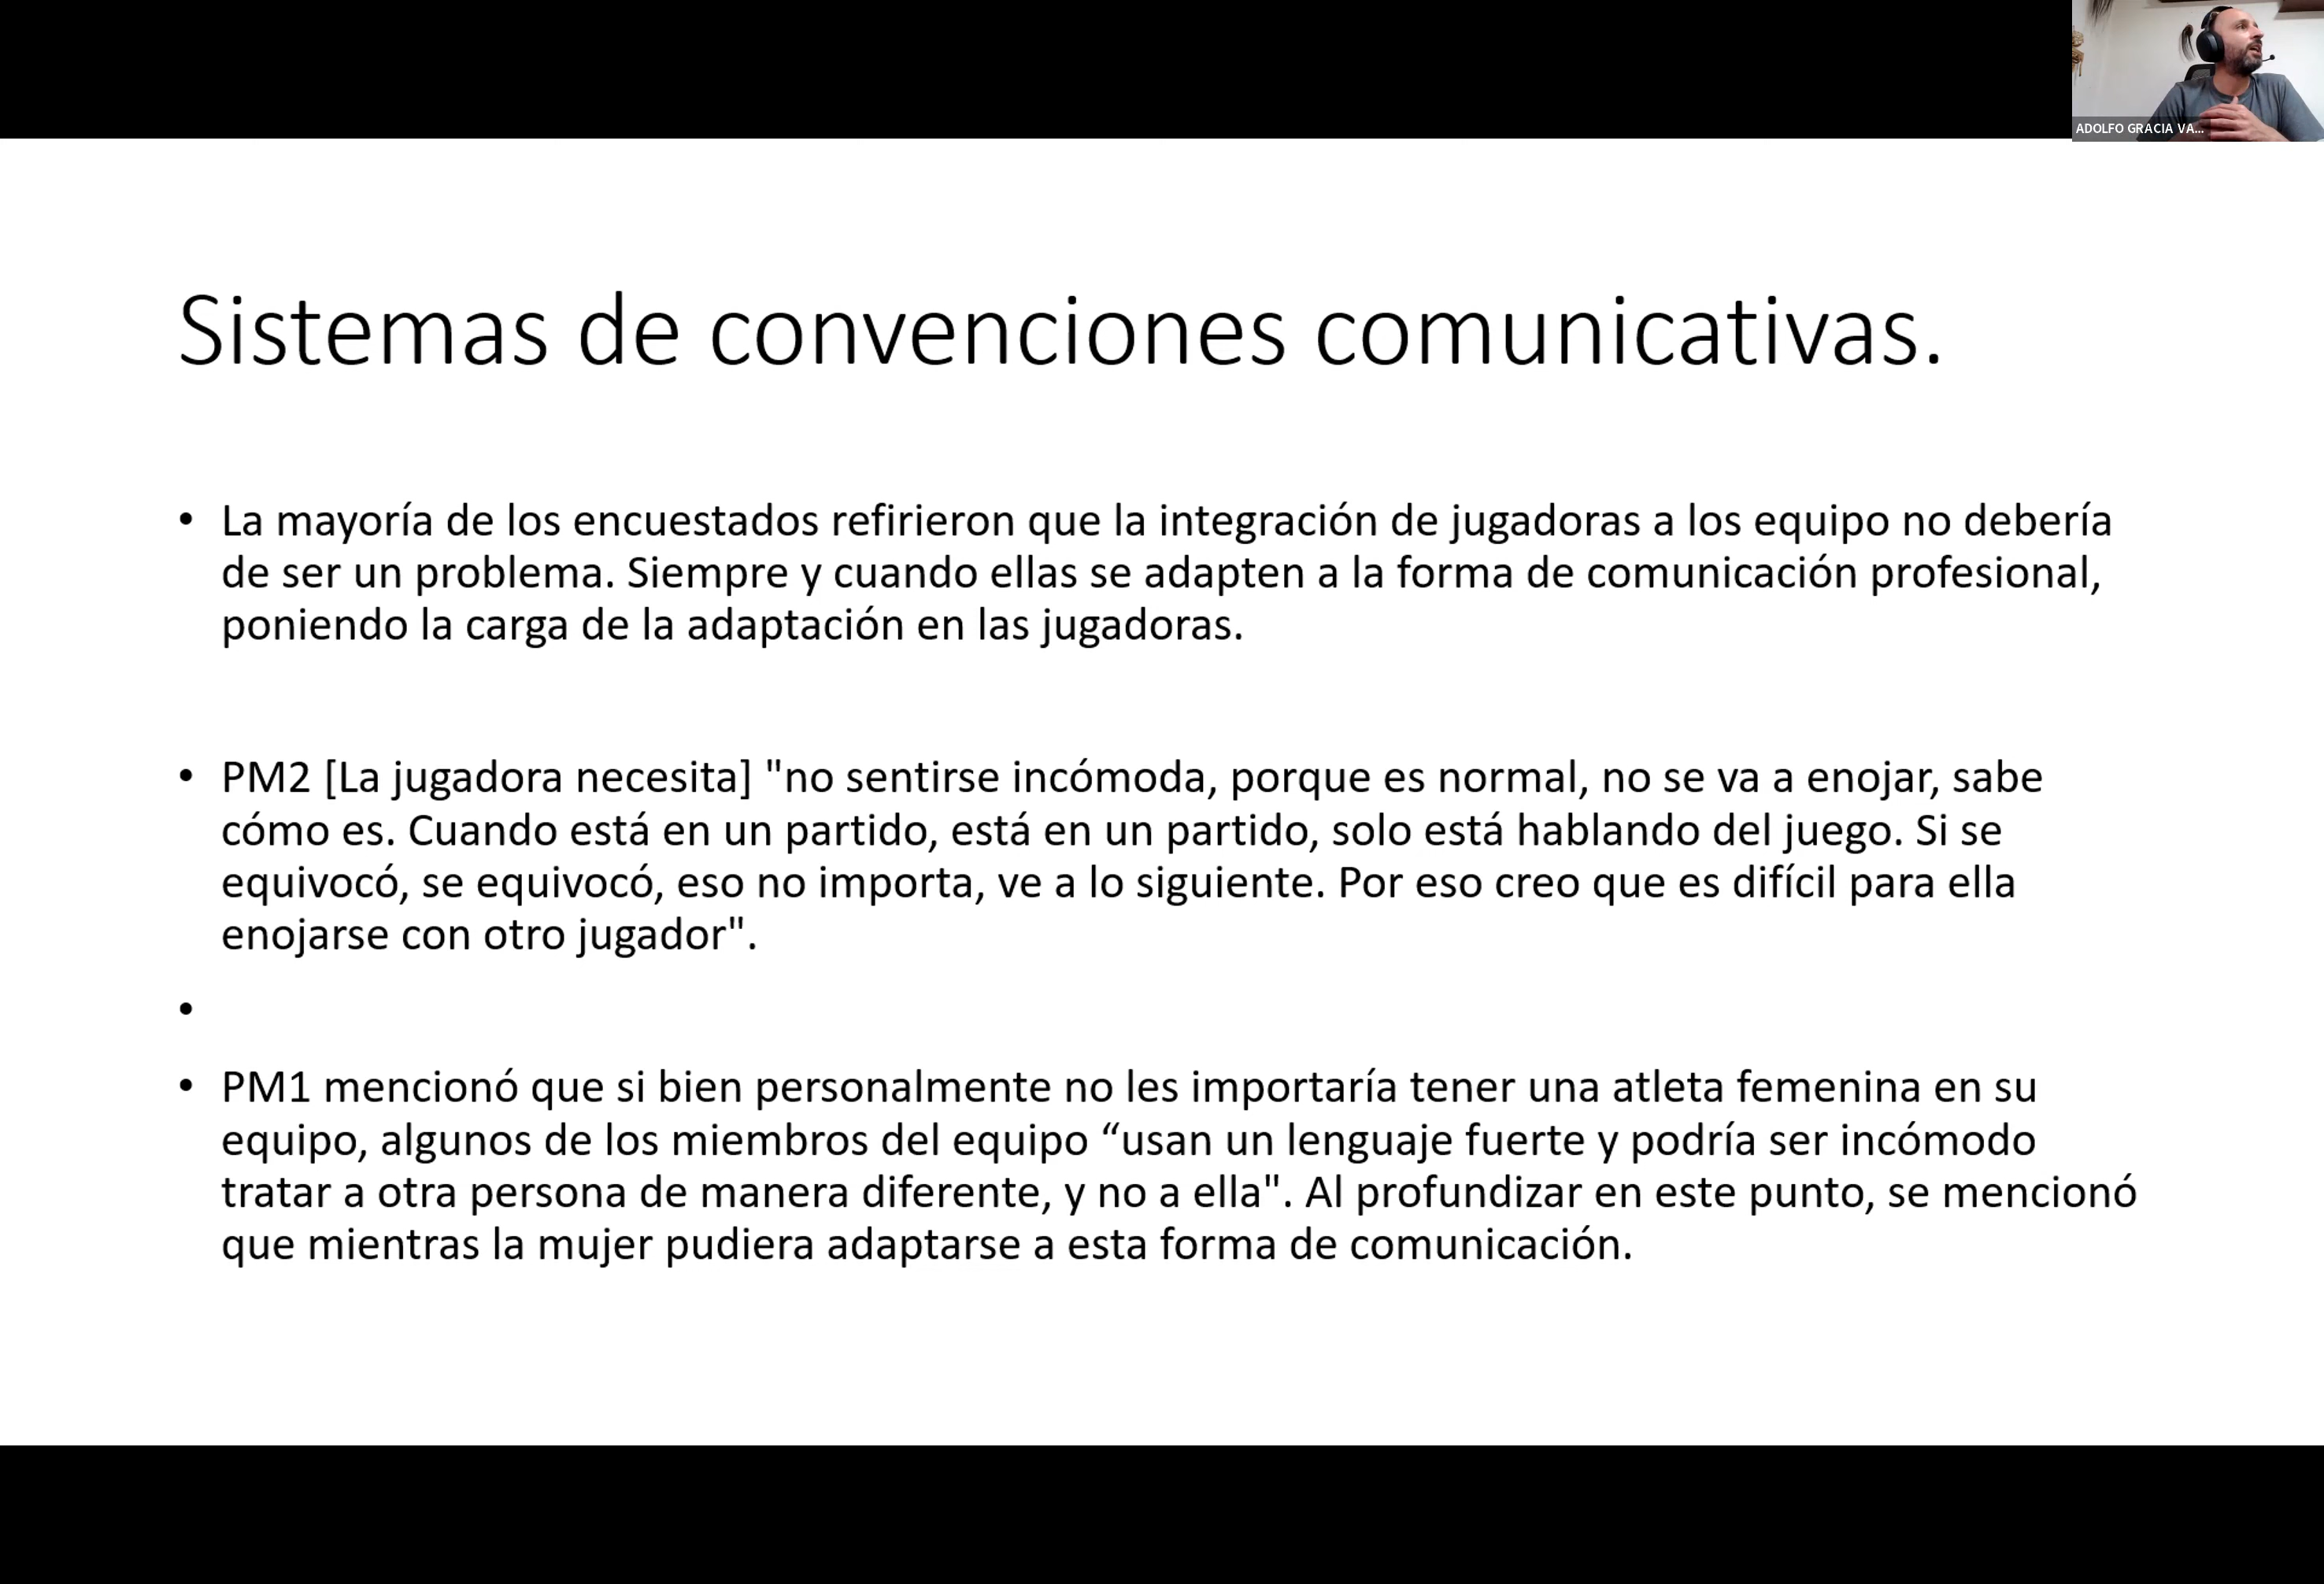 ADOLFO GRACIA VA...
Sistemas de convenciones comunicativas.
• La mayoría de los encuestados refirieron que la integración de jugadoras a los equipo no debería
de ser un problema. Siempre y cuando ellas se adapten a la forma de comunicación profesional,
poniendo la carga de la adaptación en las jugadoras.
• PM2 [La jugadora necesita] "no sentirse incómoda, porque es normal, no se va a enojar, sabe
cómo es. Cuando está en un partido, está en un partido, solo está hablando del juego. Si se
equivocó, se equivocó, eso no importa, ve a lo siguiente. Por eso creo que es difícil para ella
enojarse con otro jugador".
•
• PM1 mencionó que si bien personalmente no les importaría tener una atleta femenina en su
equipo, algunos de los miembros del equipo “usan un lenguaje fuerte y podría ser incómodo
tratar a otra persona de manera diferente, y no a ella". Al profundizar en este punto, se mencionó
que mientras la mujer pudiera adaptarse a esta forma de comunicación.